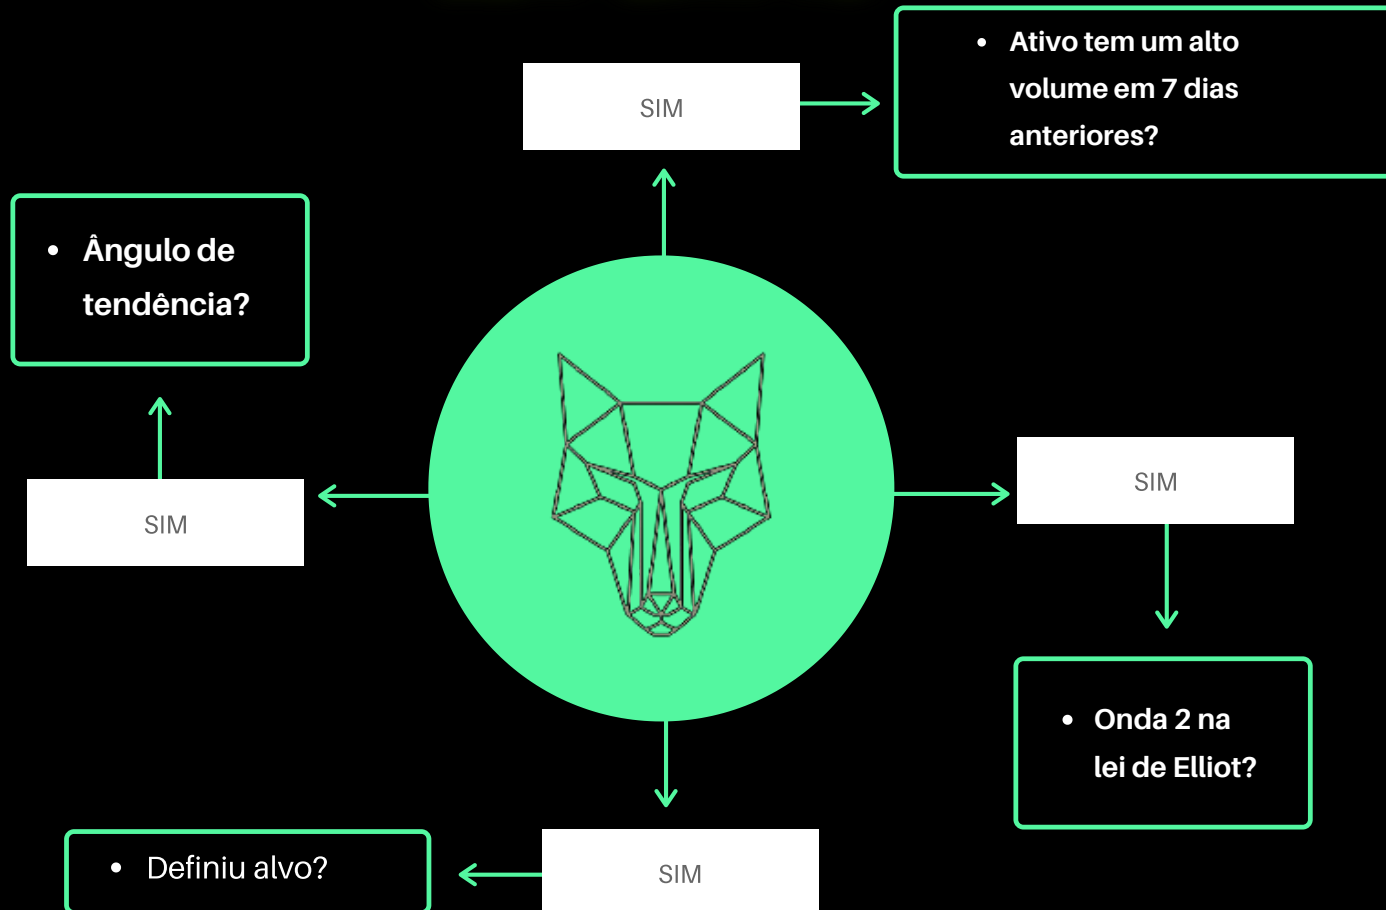 SIM
• Ativo tem um alto
volume em 7 dias
anteriores?
• Ângulo de
tendência?
SIM
SIM
• Onda 2 na
lei de Elliot?
• Definiu alvo?
SIM